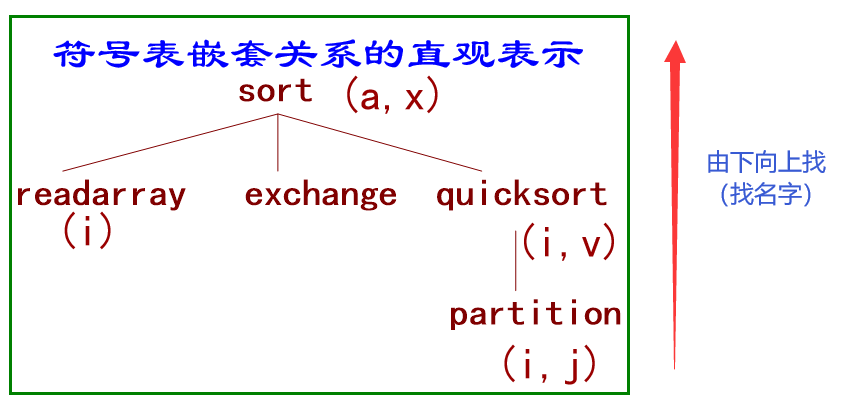 符号表嵌套关系的直观表示
sort (a,x)
readarray exchange quicksort
(i) (i,v)
partition
(i,j)
由下向上找
(找名字)